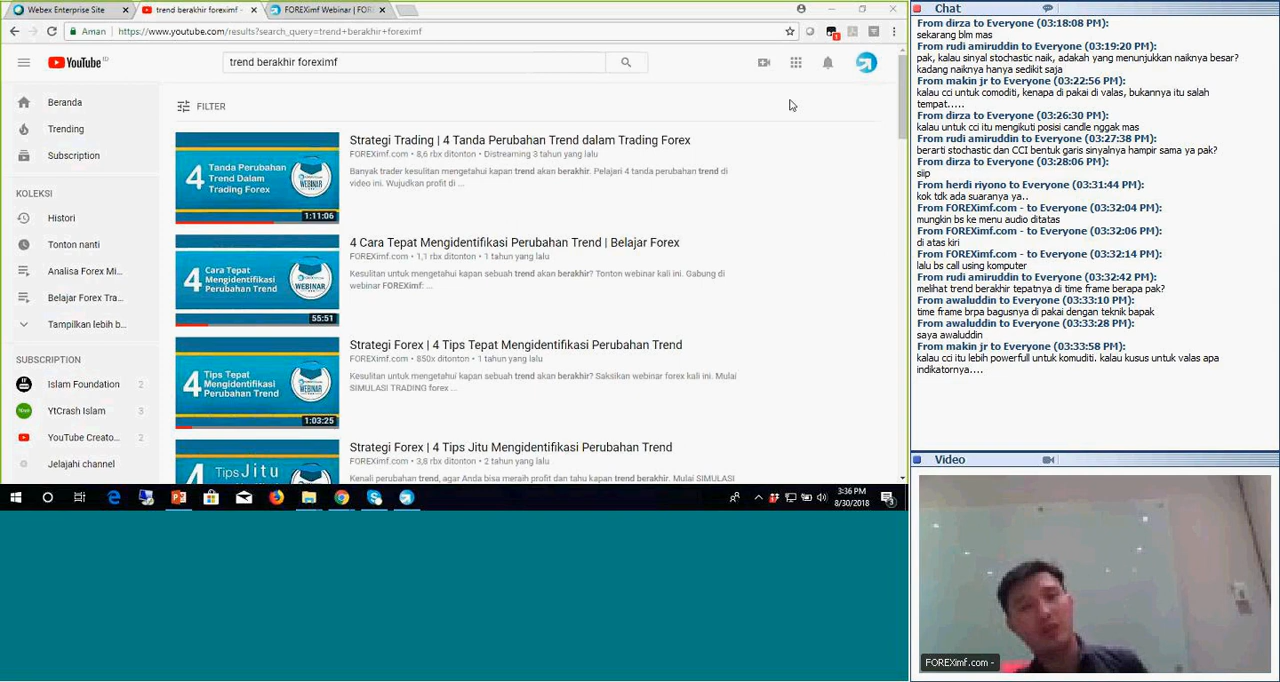 Webex Enterprise Site
trend berakhir foreximf -
FOREXimf Webinar | FOREX
Aman
https://www.youtube.com/results?search_query=trend+berakhir+foreximf
YouTube ID
trend berakhir foreximf
Beranda
Trending
Subscription
KOLEKSI
Histori
Tonton nanti
Analisa Forex Mi...
Belajar Forex Tra...
Tampilkan lebih b...
SUBSCRIPTION
Islam Foundation 2
YtCrash Islam 3
YouTube Creato... 2
Jelajahi channel
FILTER
4 Tanda Perubahan
Trend Dalam
Trading Forex
WEBINAR
1:11:06
Strategi Trading | 4 Tanda Perubahan Trend dalam Trading Forex
FOREXimf.com • 8,6 rbx ditonton • Distreaming 3 tahun yang lalu
Banyak trader kesulitan mengetahui kapan trend akan berakhir. Pelajari 4 tanda perubahan trend di
video ini. Wujudkan profit di ...
4 Cara Tepat
Mengidentifikasi
Perubahan Trend
WEBINAR
55:51
4 Cara Tepat Mengidentifikasi Perubahan Trend | Belajar Forex
FOREXimf.com • 1,1 rbx ditonton • 1 tahun yang lalu
Kesulitan untuk mengetahui kapan sebuah trend akan berakhir? Tonton webinar kali ini. Gabung di
webinar FOREXimf: ...
4 Tips Tepat
Mengidentifikasi
Perubahan Trend
WEBINAR
1:03:25
Strategi Forex | 4 Tips Tepat Mengidentifikasi Perubahan Trend
FOREXimf.com • 850x ditonton • 1 tahun yang lalu
Kesulitan untuk mengetahui kapan sebuah trend akan berakhir? Saksikan webinar forex kali ini. Mulai
SIMULASI TRADING forex ...
4 Tips Jitu
Strategi Forex | 4 Tips Jitu Mengidentifikasi Perubahan Trend
FOREXimf.com • 3,8 rbx ditonton • 2 tahun yang lalu
Kenali perubahan trend, agar Anda bisa meraih profit dan tahu kapan trend berakhir. Mulai SIMULASI
3:36 PM
8/30/2018
3
Chat
From dirza to Everyone (03:18:08 PM):
sekarang blm mas
From rudi amiruddin to Everyone (03:19:20 PM):
pak, kalau sinyal stochastic naik, adakah yang menunjukkan naiknya besar?
kadang naiknya hanya sedikit saja
From makin jr to Everyone (03:22:56 PM):
kalau cci untuk comoditi, kenapa di pakai di valas, bukannya itu salah
tempat.....
From dirza to Everyone (03:26:30 PM):
kalau untuk cci itu mengikuti posisi candle nggak mas
From rudi amiruddin to Everyone (03:27:38 PM):
berarti stochastic dan CCI bentuk garis sinyalnya hampir sama ya pak?
From dirza to Everyone (03:28:06 PM):
siip
From herdi riyono to Everyone (03:31:44 PM):
kok tdk ada suaranya ya..
From FOREXimf.com - to Everyone (03:32:04 PM):
mungkin bs ke menu audio ditatas
From FOREXimf.com - to Everyone (03:32:06 PM):
di atas kiri
From FOREXimf.com - to Everyone (03:32:14 PM):
lalu bs call using komputer
From rudi amiruddin to Everyone (03:32:42 PM):
melihat trend berakhir tepatnya di time frame berapa pak?
From awaluddin to Everyone (03:33:10 PM):
time frame brpa bagusnya di pakai dengan teknik bapak
From awaluddin to Everyone (03:33:28 PM):
saya awaluddin
From makin jr to Everyone (03:33:58 PM):
kalau cci itu lebih powerfull untuk komuditi. kalau kusus untuk valas apa
indikatornya....
Video
FOREXimf.com -